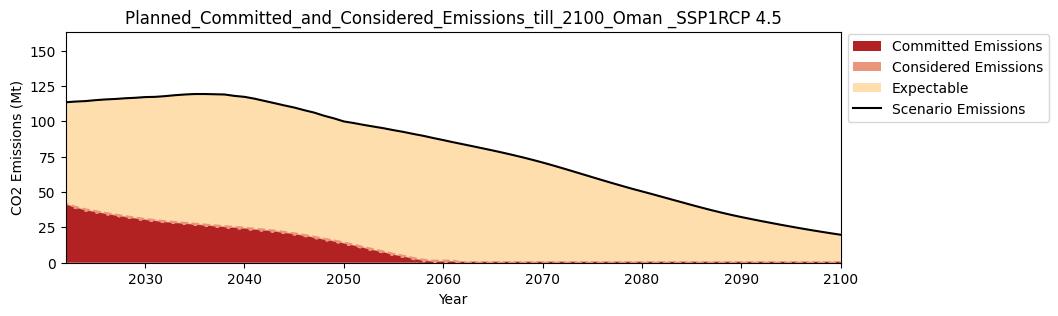 Planned_Committed_and_Considered_Emissions_till_2100_Oman _SSP1RCP 4.5
CO2 Emissions (Mt)
150
125
100
75
50
25
0
2030 2040 2050 2060 2070 2080 2090 2100
Year
Committed Emissions
Considered Emissions
Expectable
Scenario Emissions